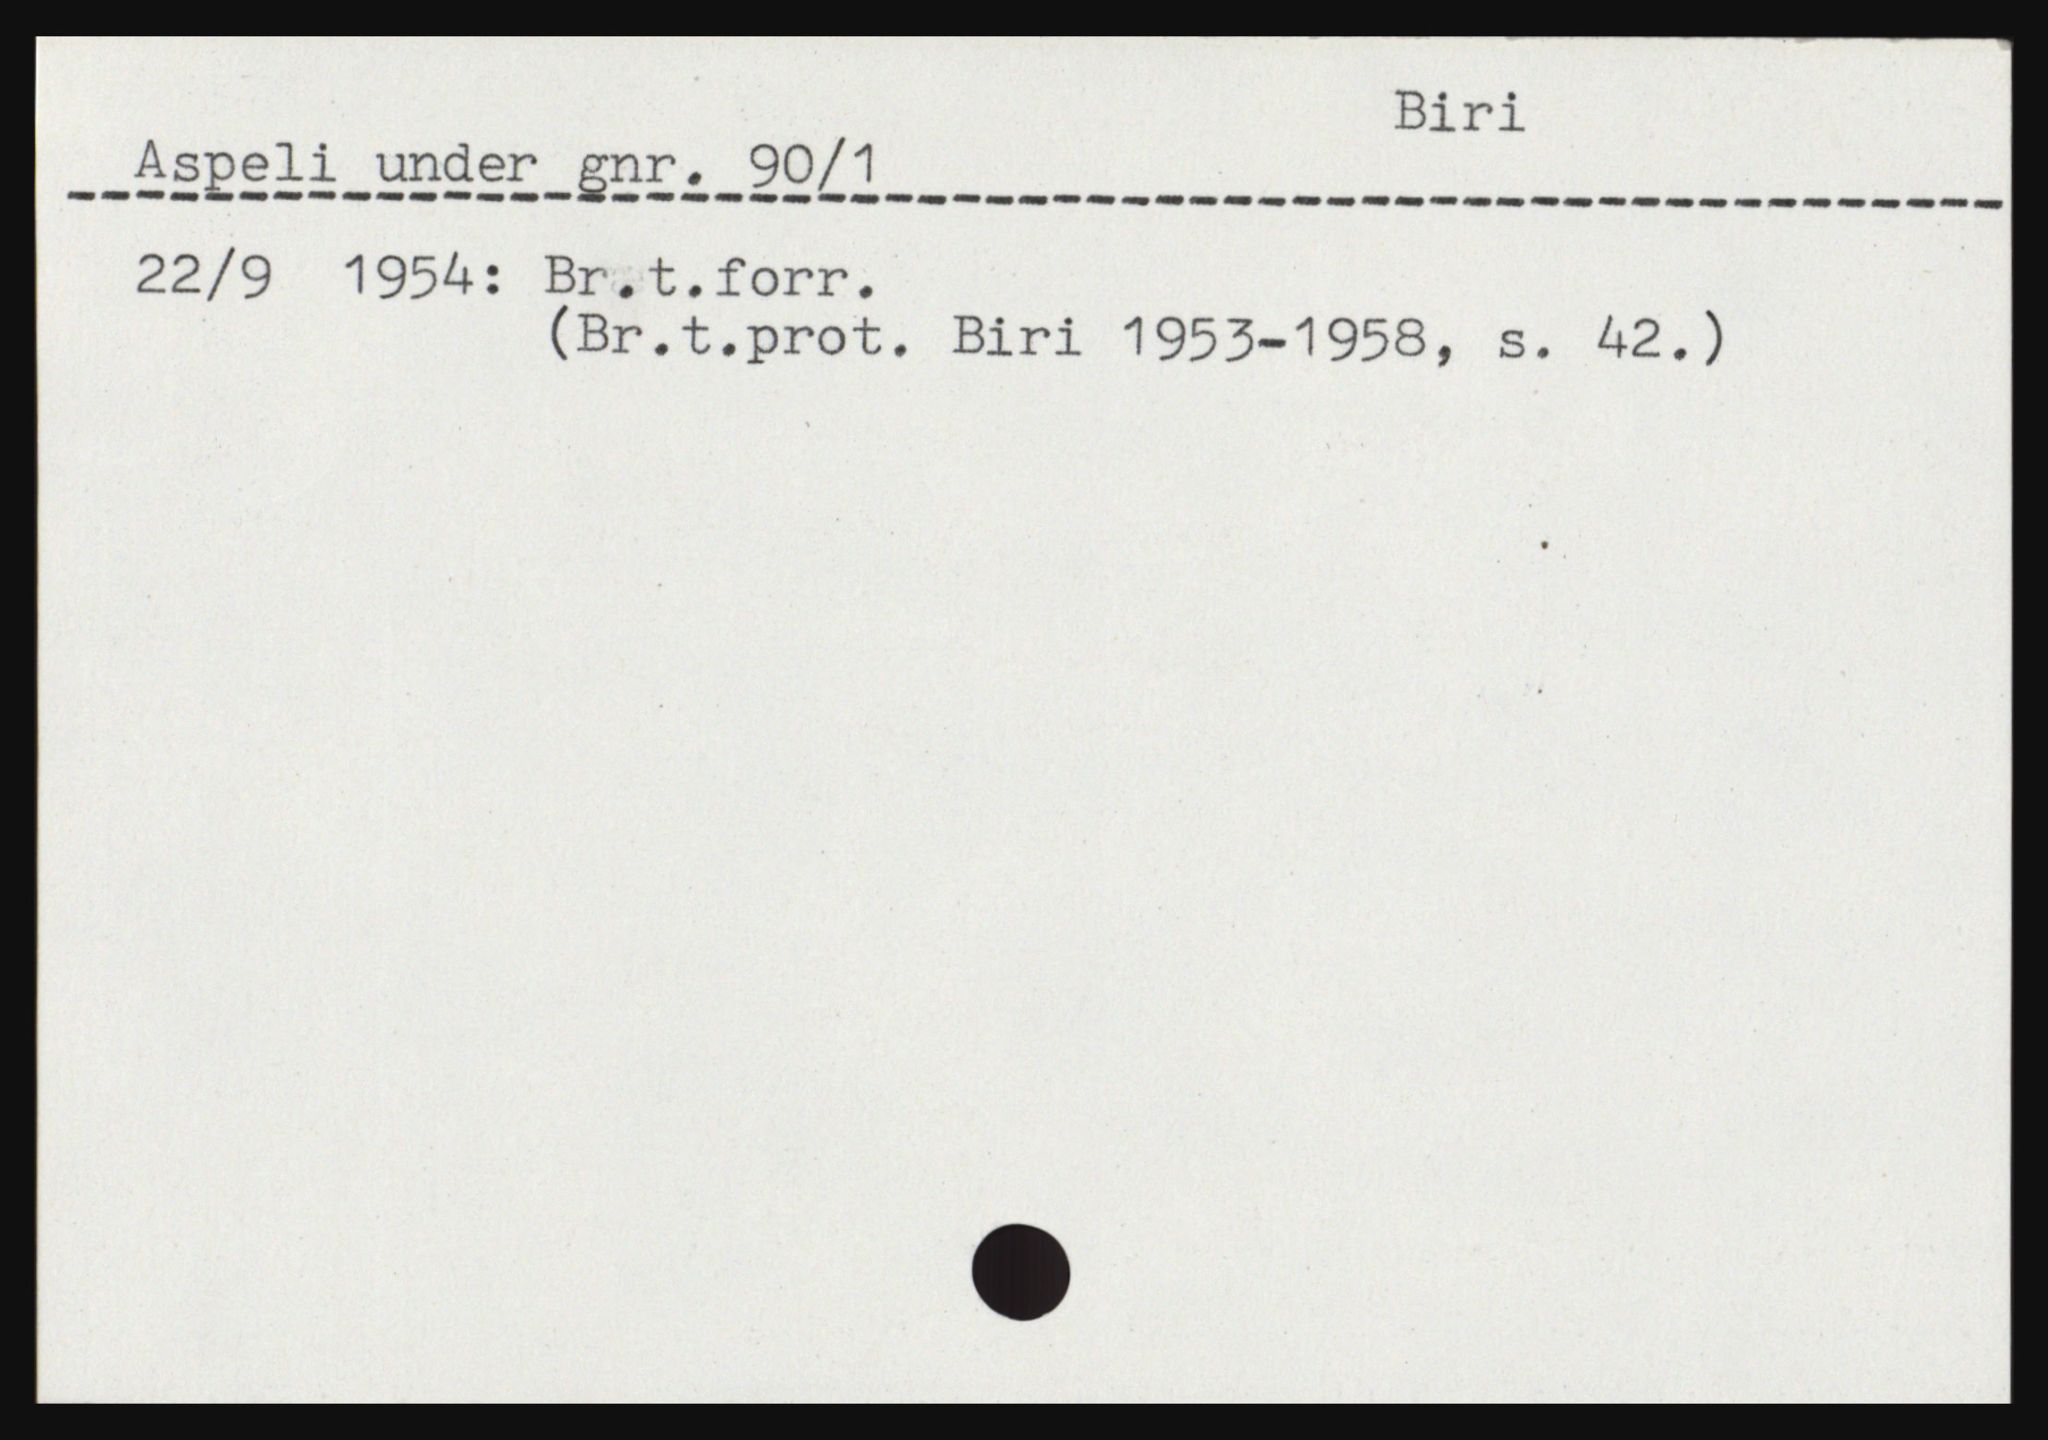 Biri
Aspeli under gnr. 90/1
22/9 1954: Br.t.forr.
(Br.t.prot. Biri 1953-1958, s. 42.)